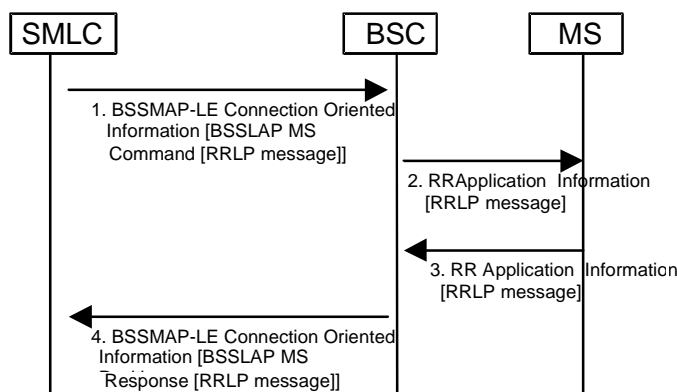 SMLC
BSC
MS
1. BSSMAP-LE Connection Oriented
Information [BSSLAP MS
Command [RRLP message]]
2. RRApplication Information
[RRLP message]
3. RR Application Information
[RRLP message]
4. BSSMAP-LE Connection Oriented
Information [BSSLAP MS
Response [RRLP message]]